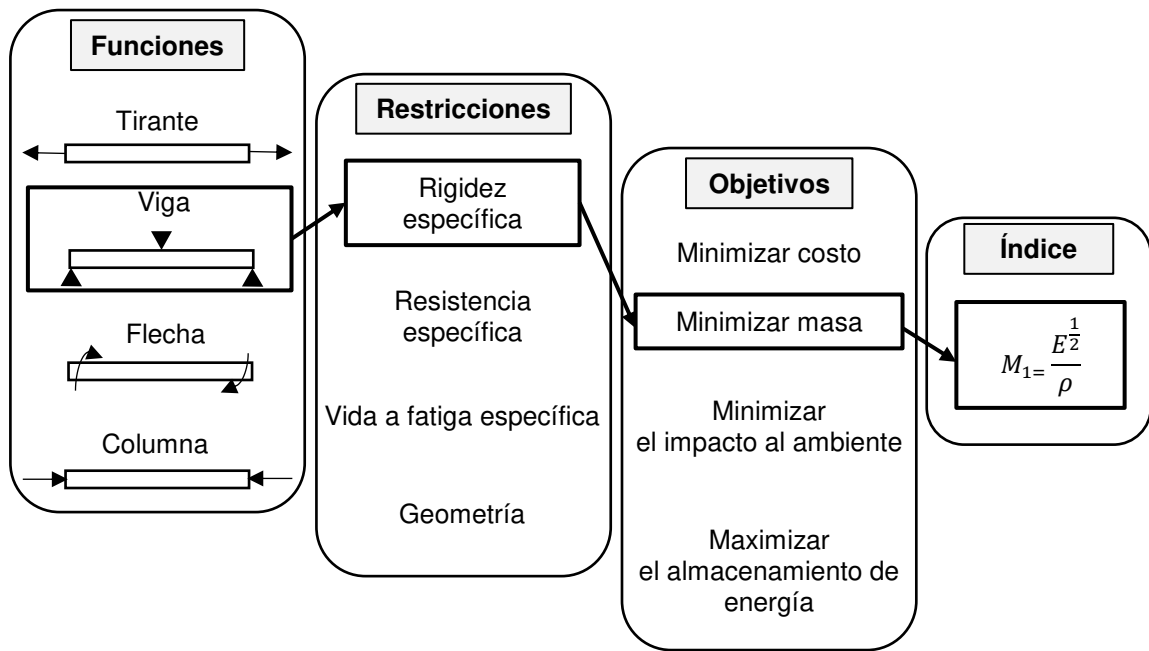 Funciones
Tirante
Viga
Flecha
Columna
Restricciones
Rigidez
específica
Resistencia
específica
Vida a fatiga específica
Geometría
Objetivos
Minimizar costo
Minimizar masa
Minimizar
el impacto al ambiente
Maximizar
el almacenamiento de
energía
Índice
M₁₌ E^(1/2)/ρ